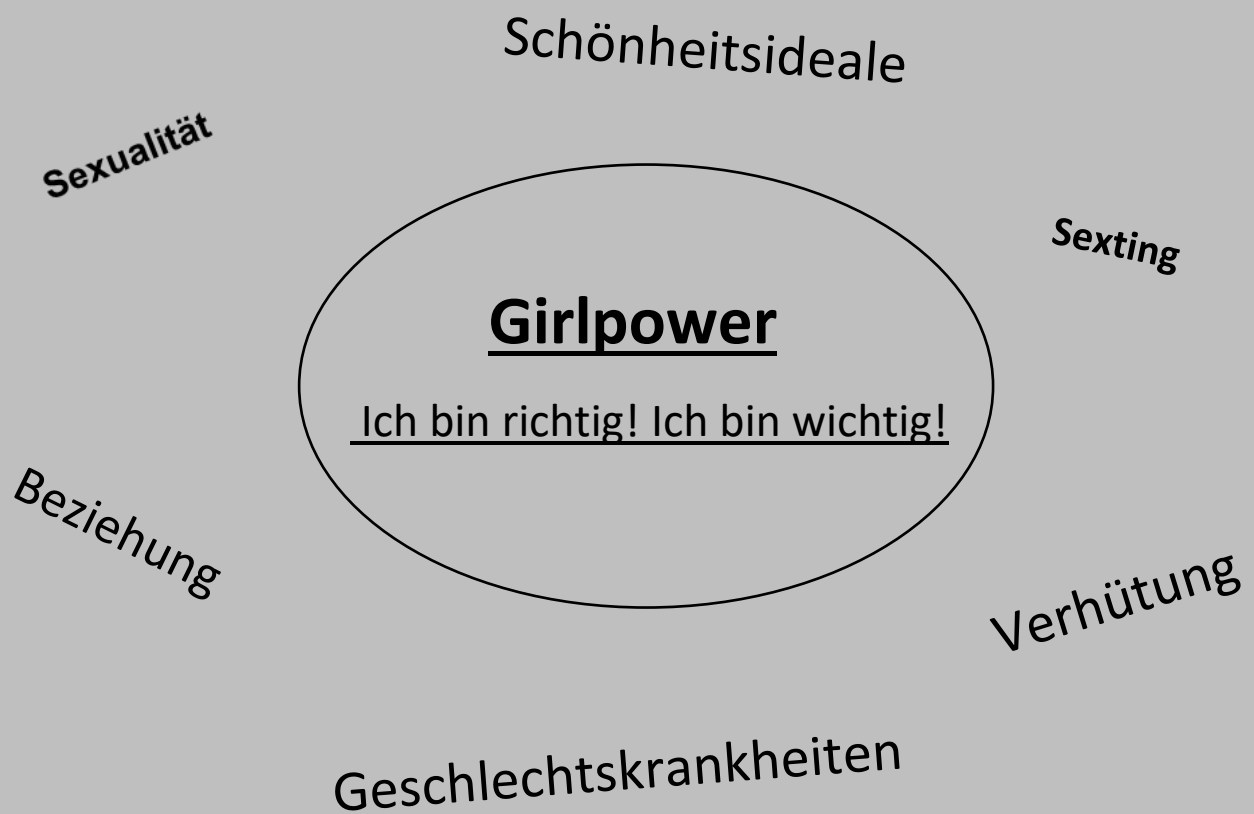 Schönheitsideale
Sexualität
Sexting
Girlpower
Ich bin richtig! Ich bin wichtig!
Beziehung
Verhütung
Geschlechtskrankheiten